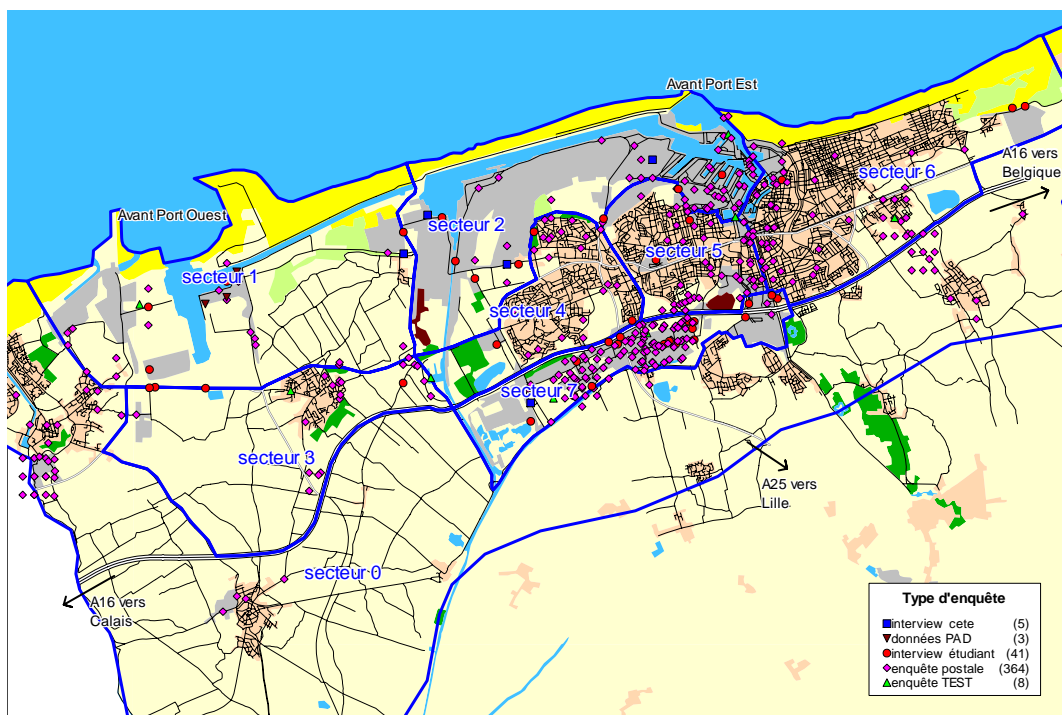 Avant Port Est
A16 vers
Belgique
secteur 6
Avant Port Ouest
secteur 2
secteur 5
secteur 1
secteur 4
secteur 7
secteur 3
A25 vers
Lille
secteur 0
A16 vers
Calais
Type d'enquête
interview cete (5)
données PAD (3)
interview étudiant (41)
enquête postale (364)
enquête TEST (8)